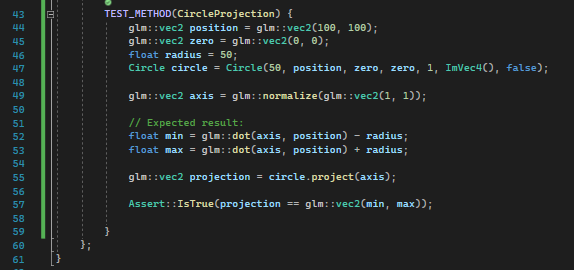 43 TEST_METHOD(CircleProjection) {
44 glm::vec2 position = glm::vec2(100, 100);
45 glm::vec2 zero = glm::vec2(0, 0);
46 float radius = 50;
47 Circle circle = Circle(50, position, zero, zero, 1, ImVec4(), false);
48
49 glm::vec2 axis = glm::normalize(glm::vec2(1, 1));
50
51 // Expected result:
52 float min = glm::dot(axis, position) - radius;
53 float max = glm::dot(axis, position) + radius;
54
55 glm::vec2 projection = circle.project(axis);
56
57 Assert::IsTrue(projection == glm::vec2(min, max));
58
59 }
60 };
61 }